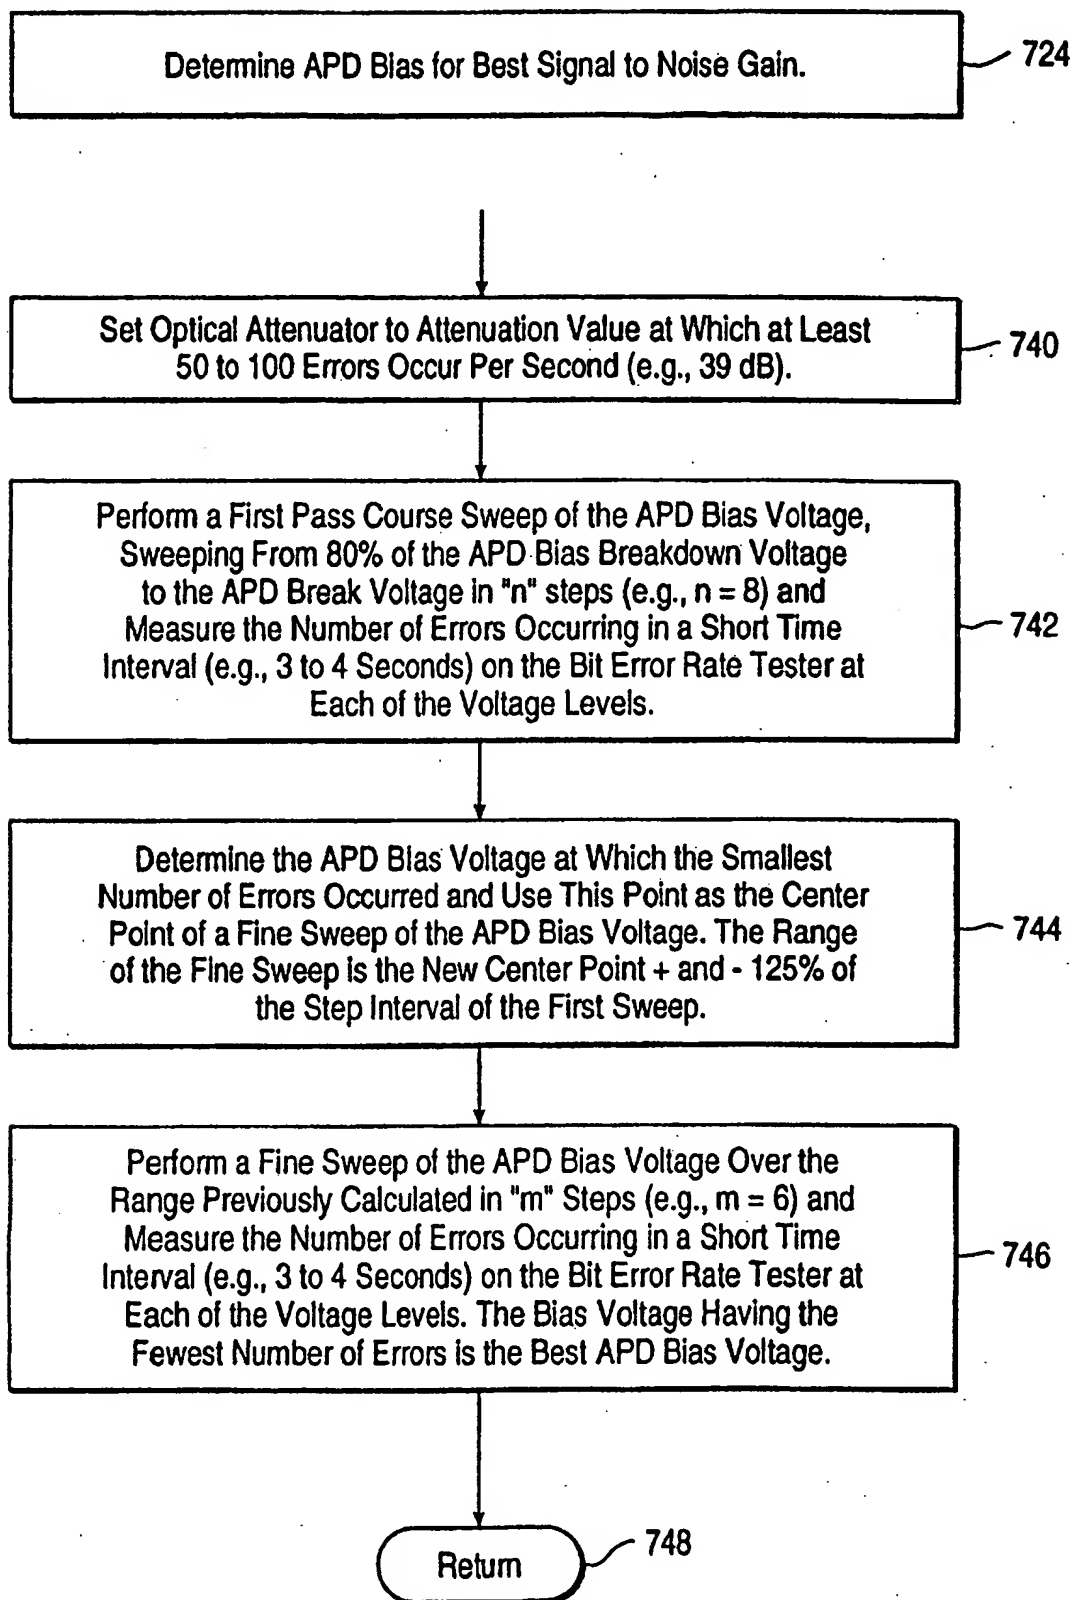 Determine APD Bias for Best Signal to Noise Gain.
724
Set Optical Attenuator to Attenuation Value at Which at Least
50 to 100 Errors Occur Per Second (e.g., 39 dB).
740
Perform a First Pass Course Sweep of the APD Bias Voltage,
Sweeping From 80% of the APD Bias Breakdown Voltage
to the APD Break Voltage in "n" steps (e.g., n = 8) and
Measure the Number of Errors Occurring in a Short Time
Interval (e.g., 3 to 4 Seconds) on the Bit Error Rate Tester at
Each of the Voltage Levels.
742
Determine the APD Bias Voltage at Which the Smallest
Number of Errors Occurred and Use This Point as the Center
Point of a Fine Sweep of the APD Bias Voltage. The Range
of the Fine Sweep is the New Center Point + and - 125% of
the Step Interval of the First Sweep.
744
Perform a Fine Sweep of the APD Bias Voltage Over the
Range Previously Calculated in "m" Steps (e.g., m = 6) and
Measure the Number of Errors Occurring in a Short Time
Interval (e.g., 3 to 4 Seconds) on the Bit Error Rate Tester at
Each of the Voltage Levels. The Bias Voltage Having the
Fewest Number of Errors is the Best APD Bias Voltage.
746
Return
748